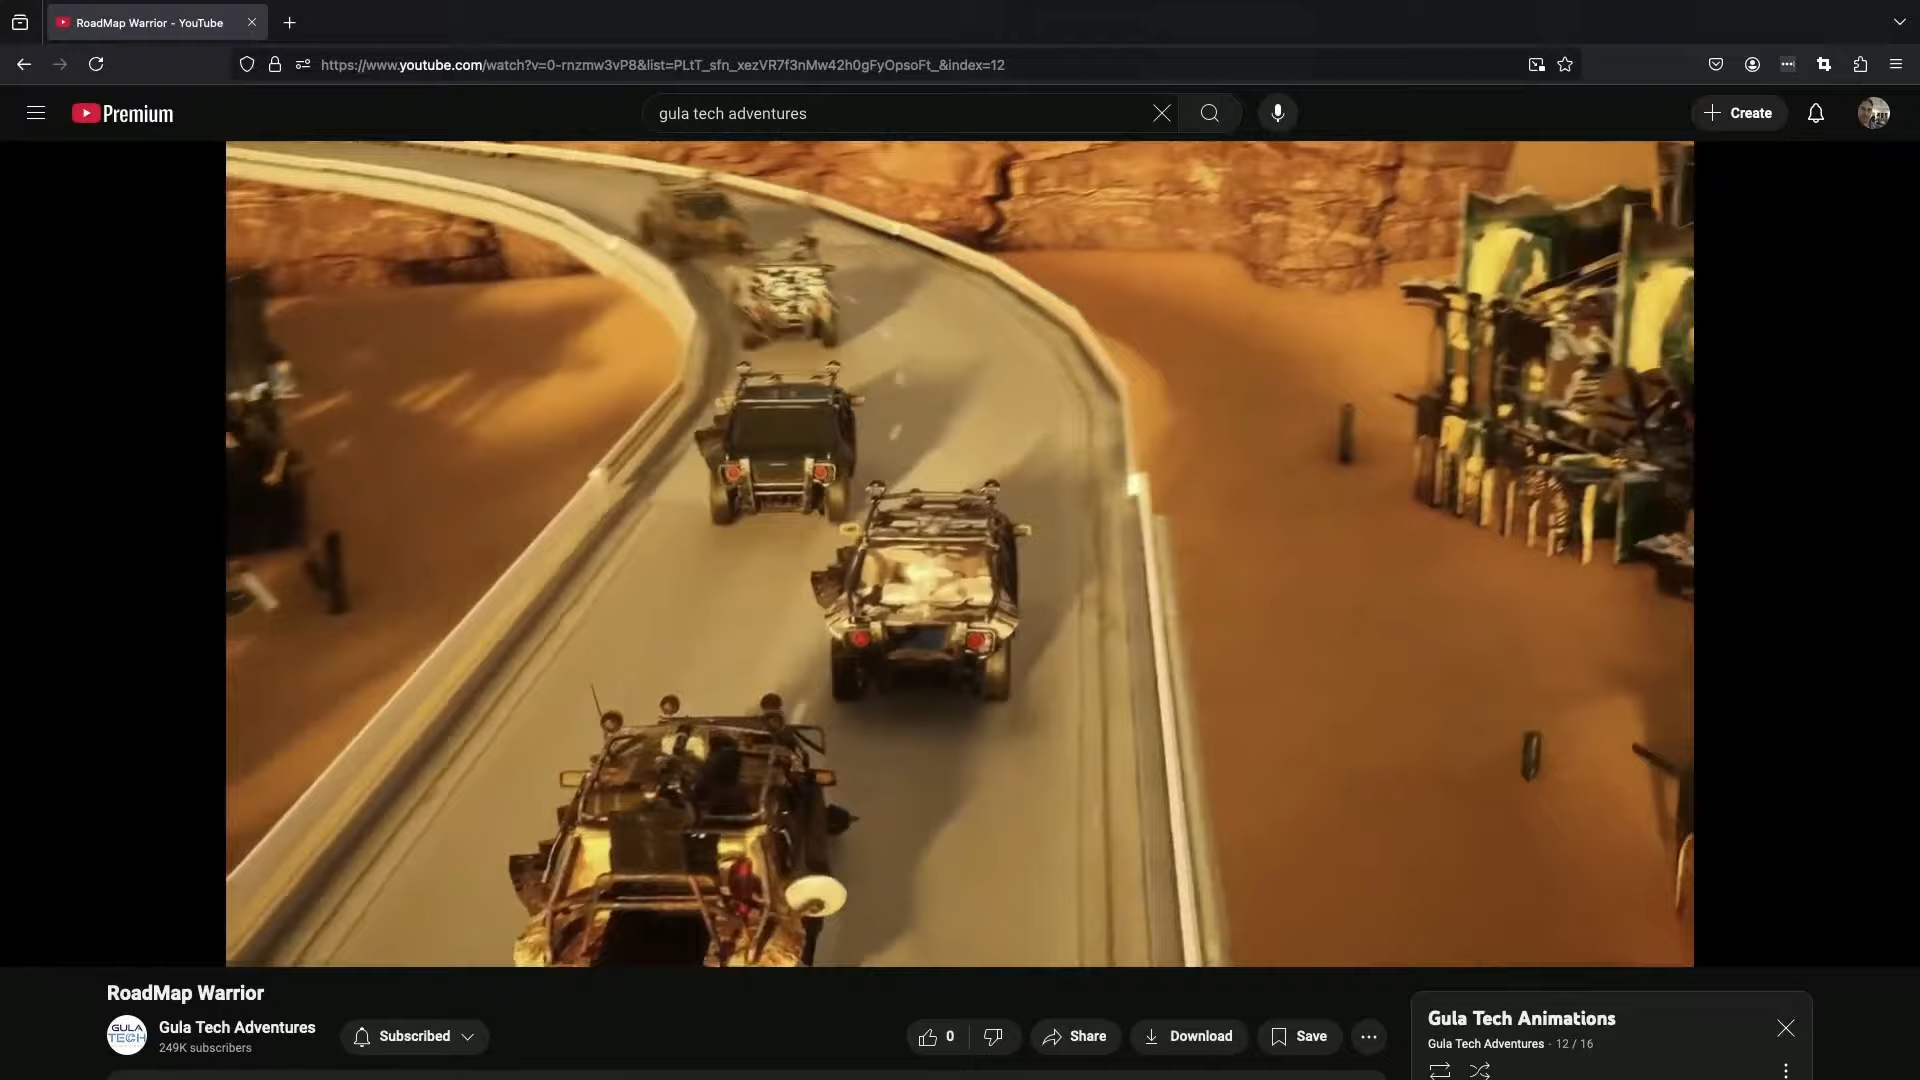 RoadMap Warrior - YouTube
https://www.youtube.com/watch?v=0-rnzmw3vP8&list=PLtT_sfn_xezVR7f3nMw42h0gFyOpsoFt_&index=12
Premium
gula tech adventures
Create
RoadMap Warrior
GULA
TECH
Gula Tech Adventures
249K subscribers
Subscribed
0
Share
Download
Save
Gula Tech Animations
Gula Tech Adventures - 12 / 16